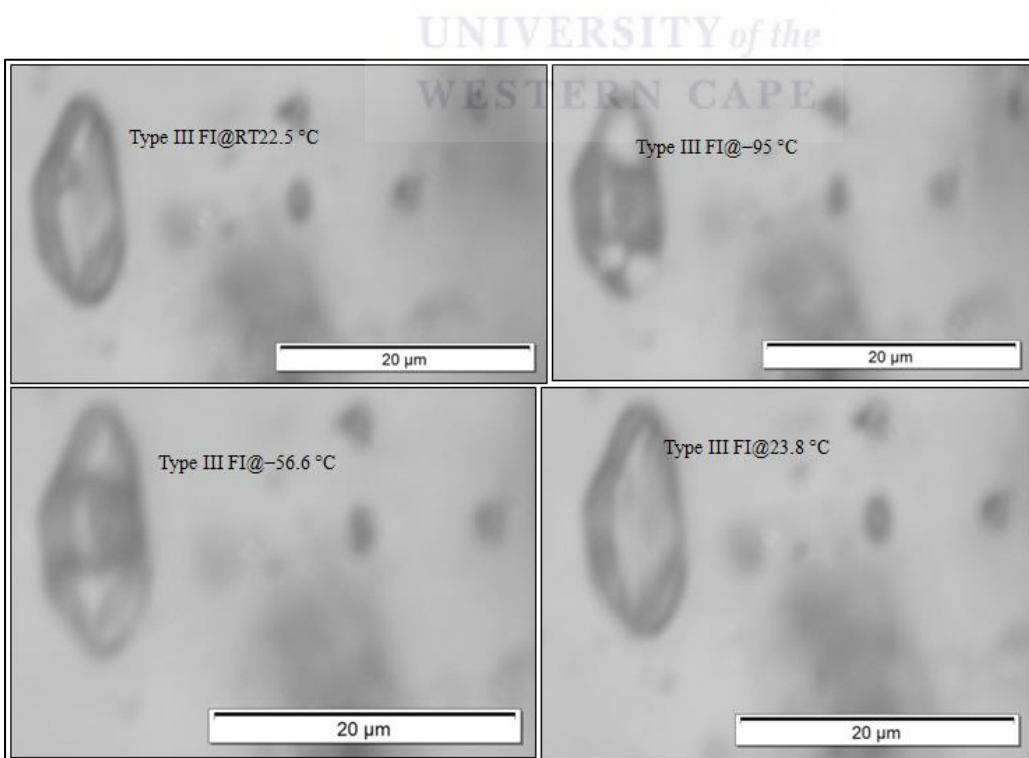 UNIVERSITY of the
WESTERN CAPE
Type III FI@RT22.5 °C
Type III FI@−95 °C
20 µm
20 µm
Type III FI@−56.6 °C
Type III FI@23.8 °C
20 µm
20 µm